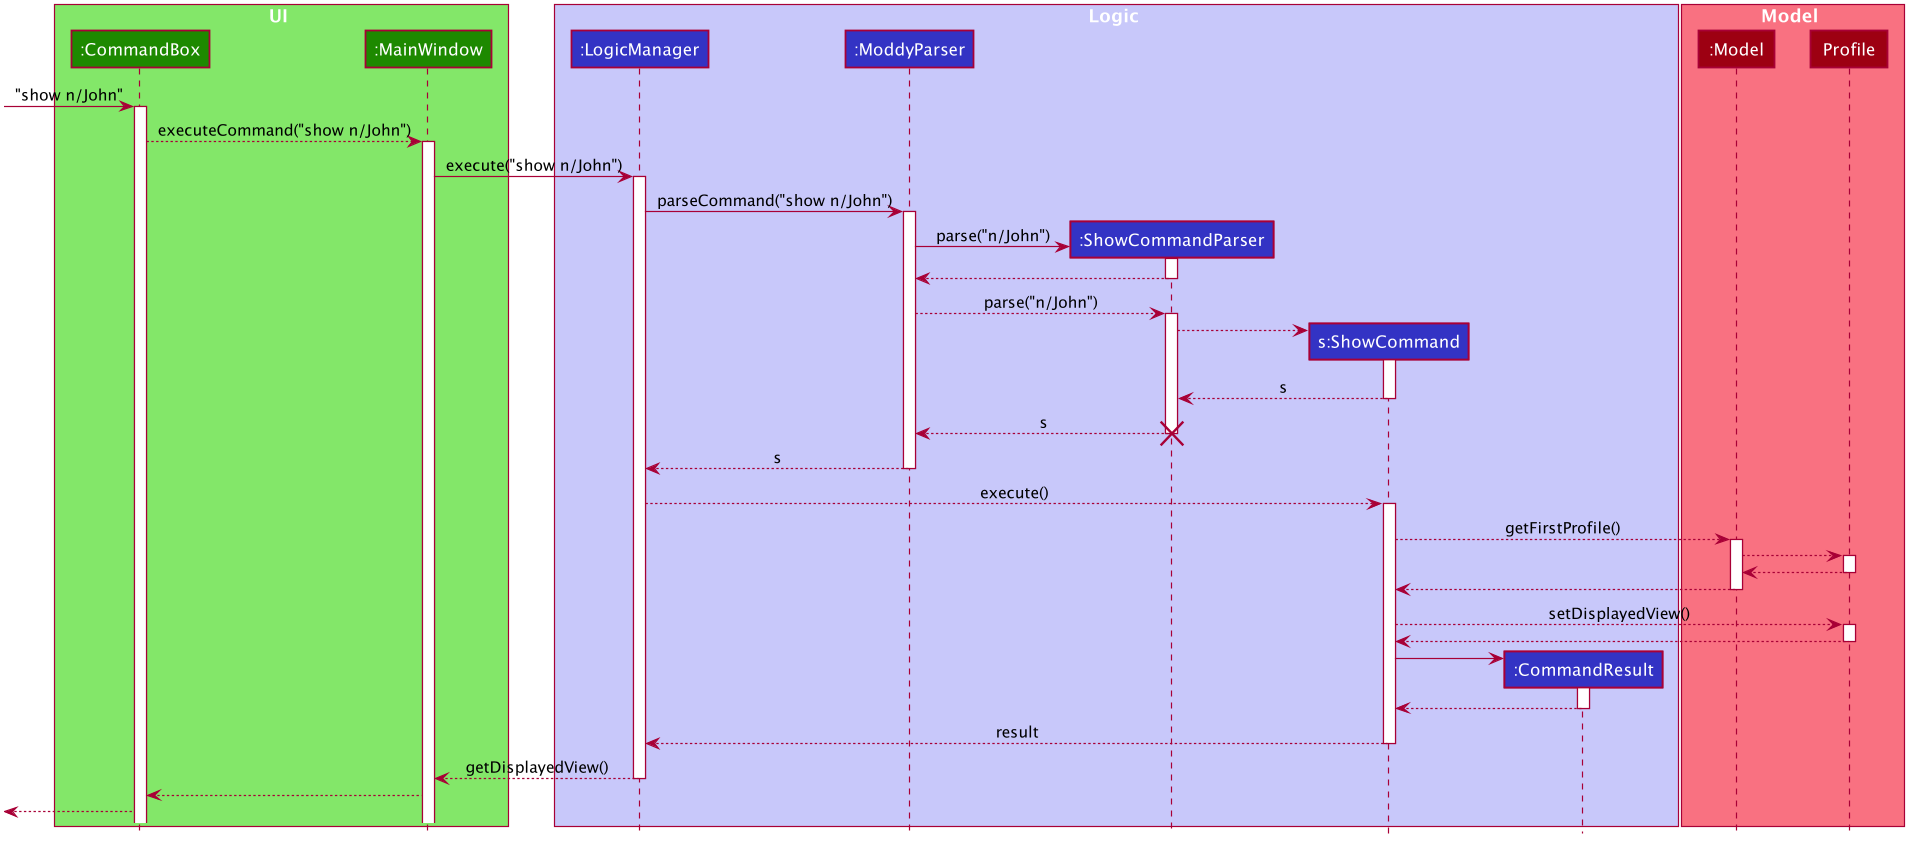 UI
Logic
Model
:CommandBox
:MainWindow
:LogicManager
:ModdyParser
:Model
Profile
"show n/John"
executeCommand("show n/John")
execute("show n/John")
parseCommand("show n/John")
parse("n/John")
:ShowCommandParser
parse("n/John")
s:ShowCommand
s
s
s
execute()
getFirstProfile()
setDisplayedView()
:CommandResult
result
getDisplayedView()